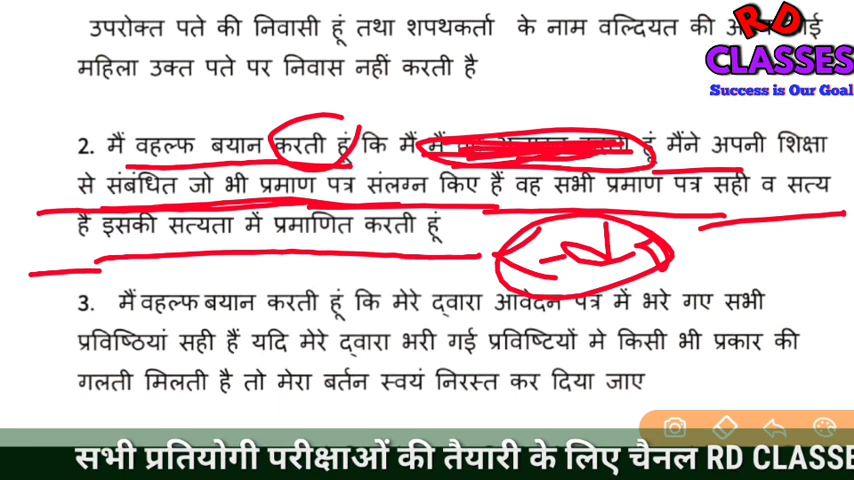 उपरोक्त पते की निवासी हूं तथा शपथकर्ता के नाम वल्दियत की
महिला उक्त पते पर निवास नहीं करती है
RD
CLASSES
Success is Our Goal
2. मैं वहल्फ बयान करती हूं कि मैं मैं हूं मैंने अपनी शिक्षा
से संबंधित जो भी प्रमाण पत्र संलग्न किए हैं वह सभी प्रमाण पत्र सही व सत्य
है इसकी सत्यता में प्रमाणित करती हूं
3. मैं वहल्फ बयान करती हूं कि मेरे द्वारा आवेदन पत्र में भरे गए सभी
प्रविष्ठियां सही हैं यदि मेरे द्वारा भरी गई प्रविष्टियों मे किसी भी प्रकार की
गलती मिलती है तो मेरा बर्तन स्वयं निरस्त कर दिया जाए
सभी प्रतियोगी परीक्षाओं की तैयारी के लिए चैनल RD CLASSE